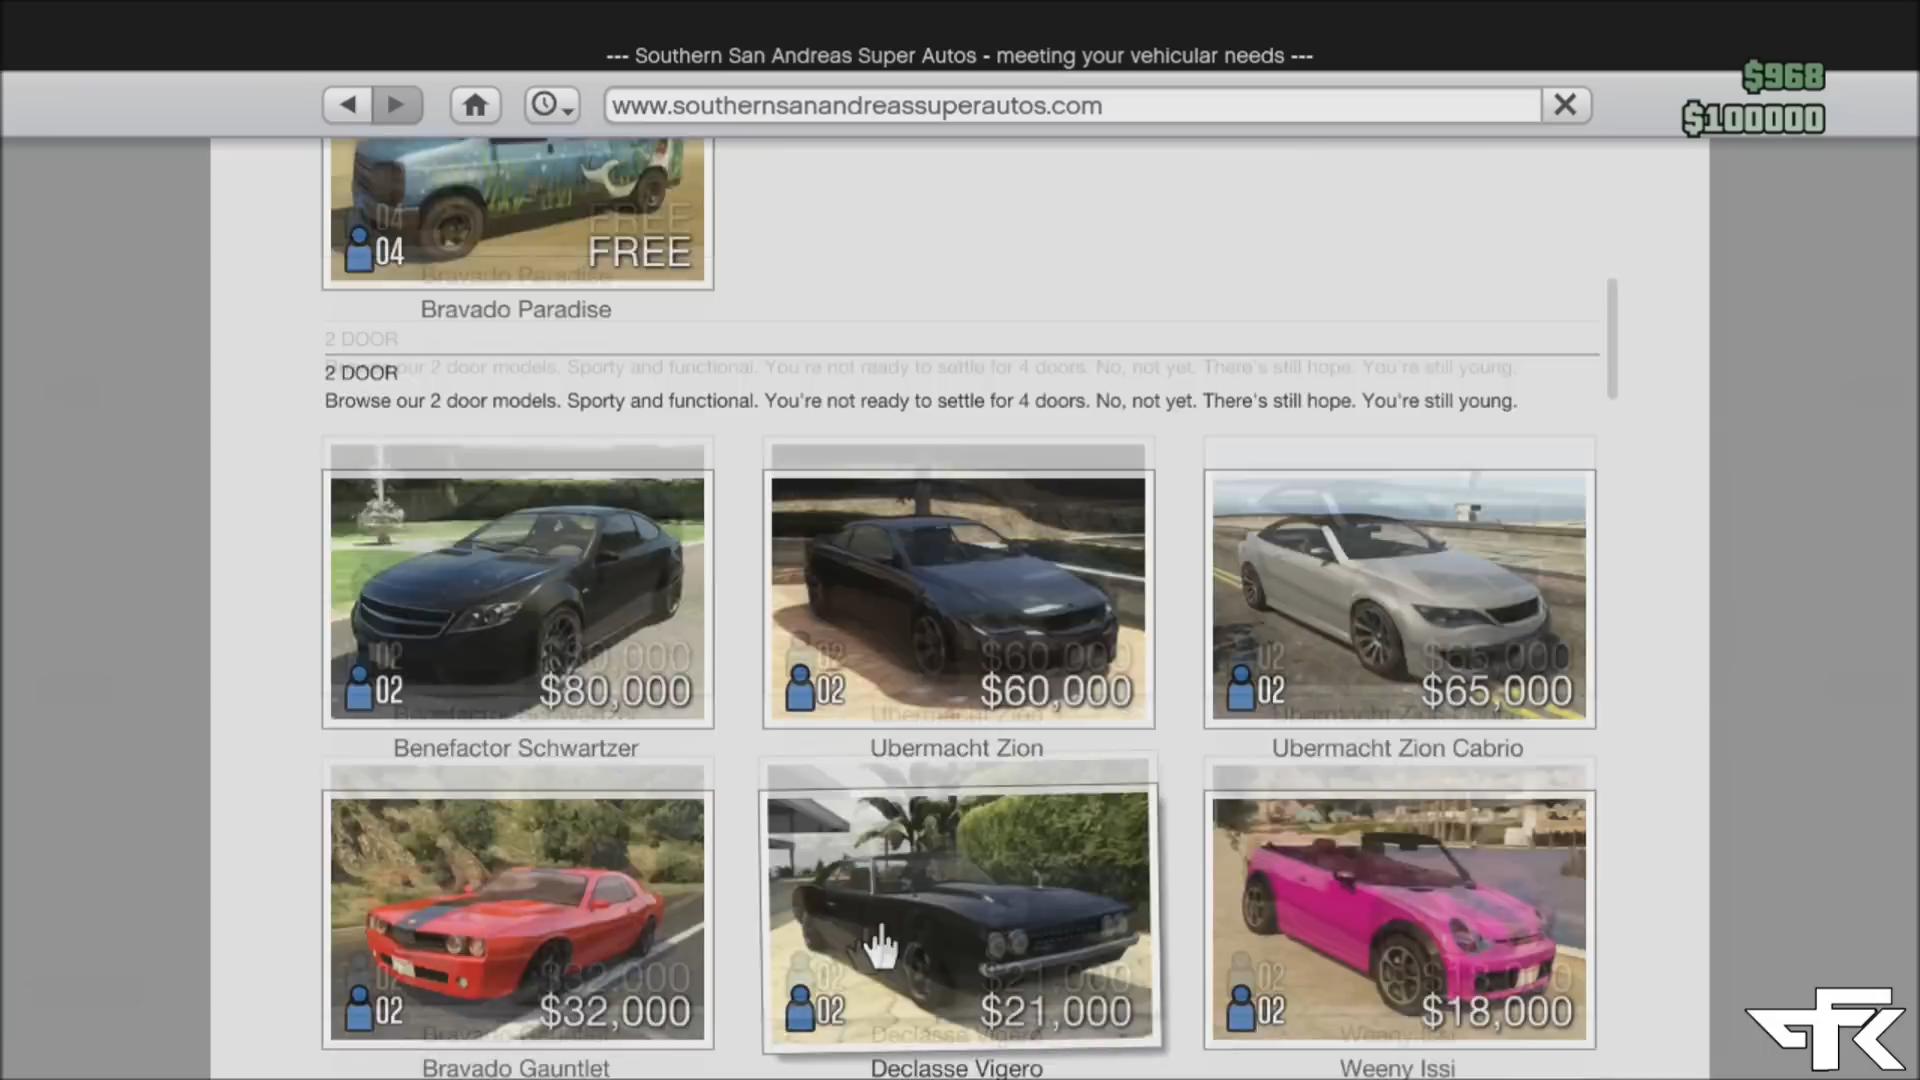 --- Southern San Andreas Super Autos - meeting your vehicular needs ---
$968
www.southernsanandreassuperautos.com
$100000
04 FREE
Bravado Paradise
2 DOOR
Browse our 2 door models. Sporty and functional. You're not ready to settle for 4 doors. No, not yet. There's still hope. You're still young.
02 $80,000
02 $60,000
02 $65,000
Benefactor Schwartzer
Ubermacht Zion
Ubermacht Zion Cabrio
02 $32,000
02 $21,000
02 $18,000
Bravado Gauntlet
Declasse Vigero
Weeny Issi